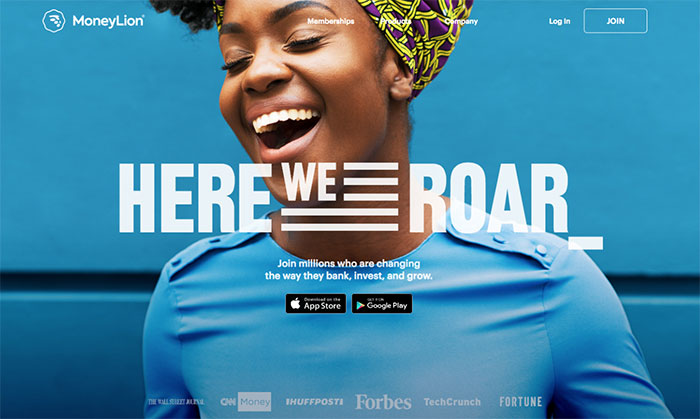 MoneyLion
Memberships Products Company Log In JOIN
HERE WE ROAR_
Join millions who are changing
the way they bank, invest, and grow.
Download on the
App Store
GET IT ON
Google Play
THE WALL STREET JOURNAL CNN Money IHUFFPOSTI Forbes TechCrunch FORTUNE